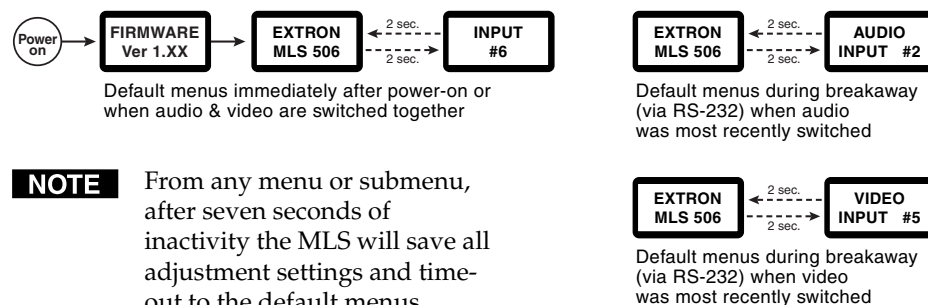 Power
on
FIRMWARE
Ver 1.XX
EXTRON
MLS 506
2 sec.
2 sec.
INPUT
#6
Default menus immediately after power-on or
when audio & video are switched together
EXTRON
MLS 506
2 sec.
2 sec.
AUDIO
INPUT #2
Default menus during breakaway
(via RS-232) when audio
was most recently switched
NOTE
From any menu or submenu,
after seven seconds of
inactivity the MLS will save all
adjustment settings and time-
out to the default menus
EXTRON
MLS 506
2 sec.
2 sec.
VIDEO
INPUT #5
Default menus during breakaway
(via RS-232) when video
was most recently switched